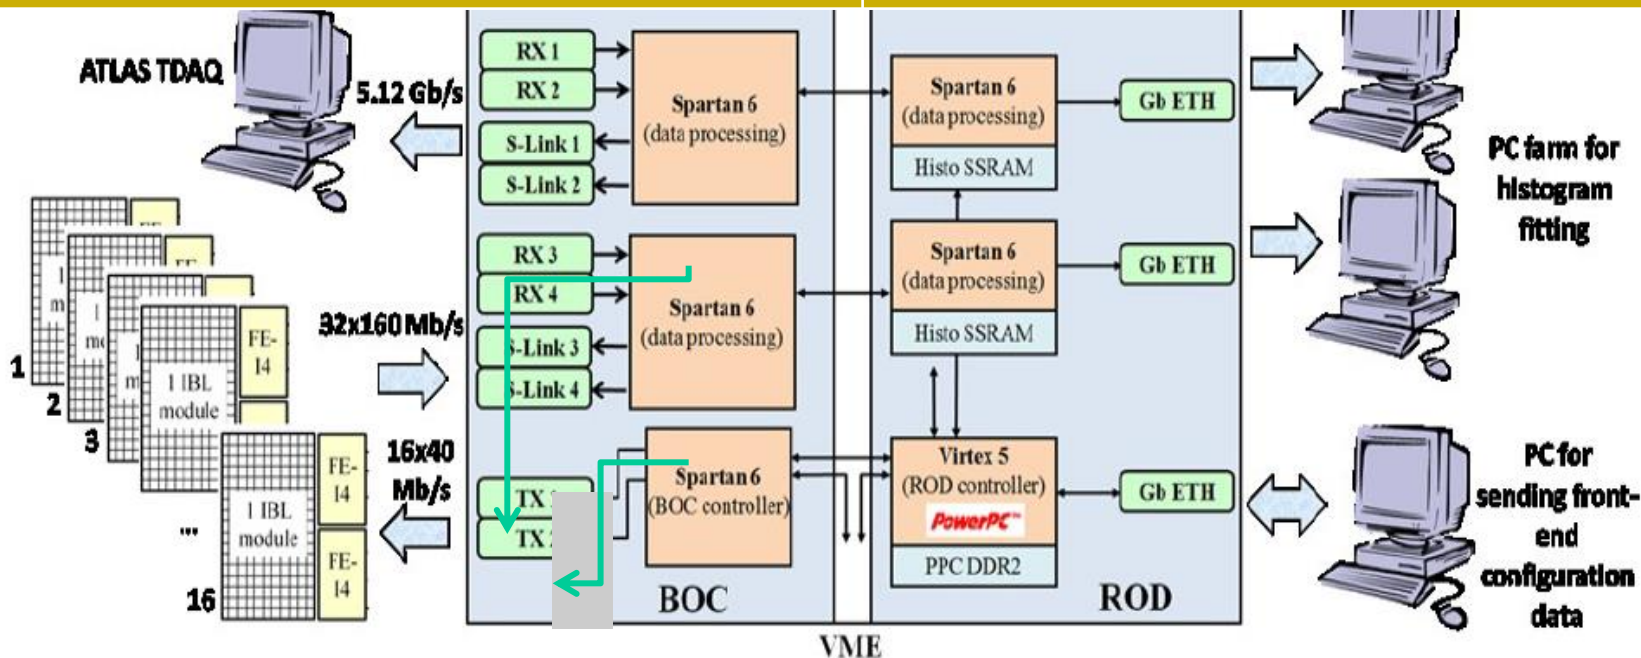 ATLAS TDAQ
5.12 Gb/s
RX 1
RX 2
S-Link 1
S-Link 2
Spartan 6
(data processing)
Spartan 6
(data processing)
Histo SSRAM
Gb ETH
PC farm for
histogram
fitting
RX 3
RX 4
S-Link 3
S-Link 4
Spartan 6
(data processing)
Spartan 6
(data processing)
Histo SSRAM
Gb ETH
32x160 Mb/s
16x40
Mb/s
1
2
3
...
16
1 IBL
module
FE-
I4
1 IBL
module
FE-
I4
FE-
I4
TX
TX 2
Spartan 6
(BOC controller)
BOC
Virtex 5
(ROD controller)
PowerPC™
PPC DDR2
ROD
Gb ETH
PC for
sending front-
end
configuration
data
VME